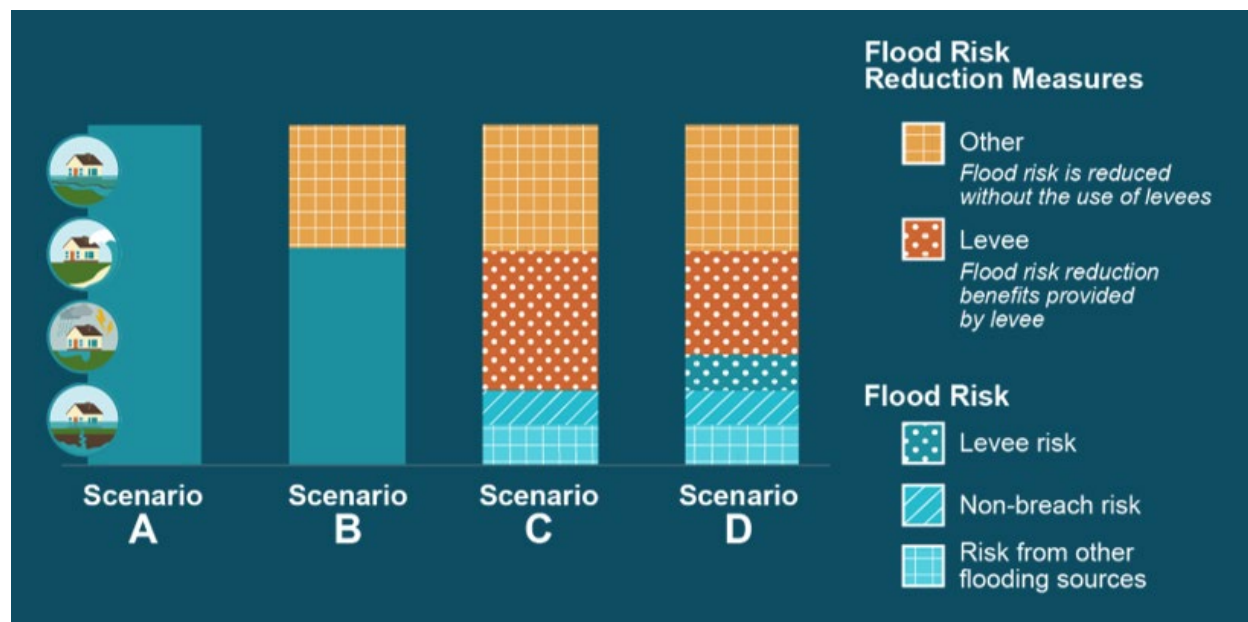 Flood Risk
Reduction Measures
Other
Flood risk is reduced
without the use of levees
Levee
Flood risk reduction
benefits provided
by levee
Flood Risk
Levee risk
Non-breach risk
Risk from other
flooding sources
Scenario
A
Scenario
B
Scenario
C
Scenario
D